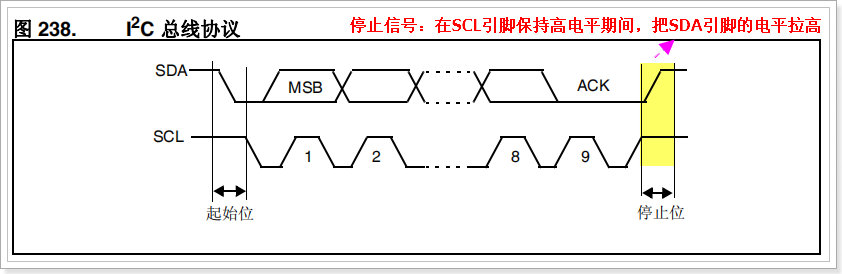 图 238. I²C 总线协议
停止信号：在SCL引脚保持高电平期间，把SDA引脚的电平拉高
SDA
MSB
ACK
SCL
1 2 8 9
起始位
停止位